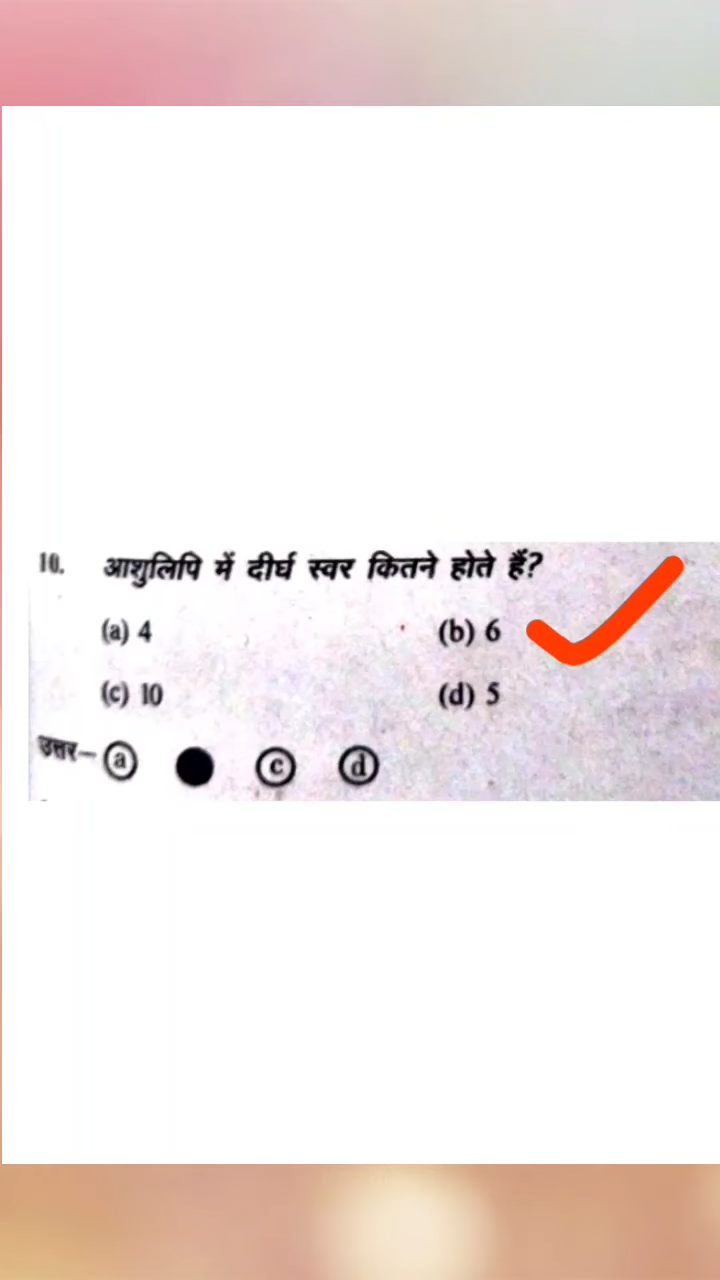 10. आशुलिपि में दीर्घ स्वर कितने होते हैं?
(a) 4 (b) 6
(c) 10 (d) 5
उत्तर– a c d